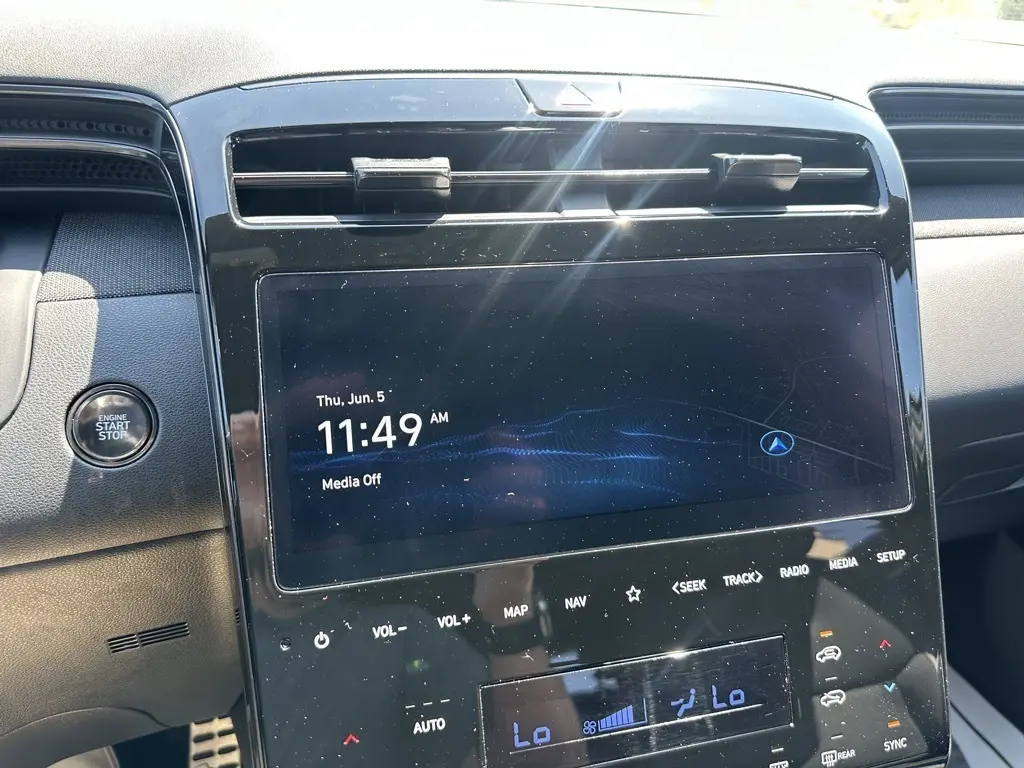 Thu, Jun. 5
11:49 AM
Media Off
ENGINE
START
STOP
VOL−
VOL+
MAP
NAV
<SEEK
TRACK>
RADIO
MEDIA
SETUP
AUTO
Lo
Lo
REAR
SYNC